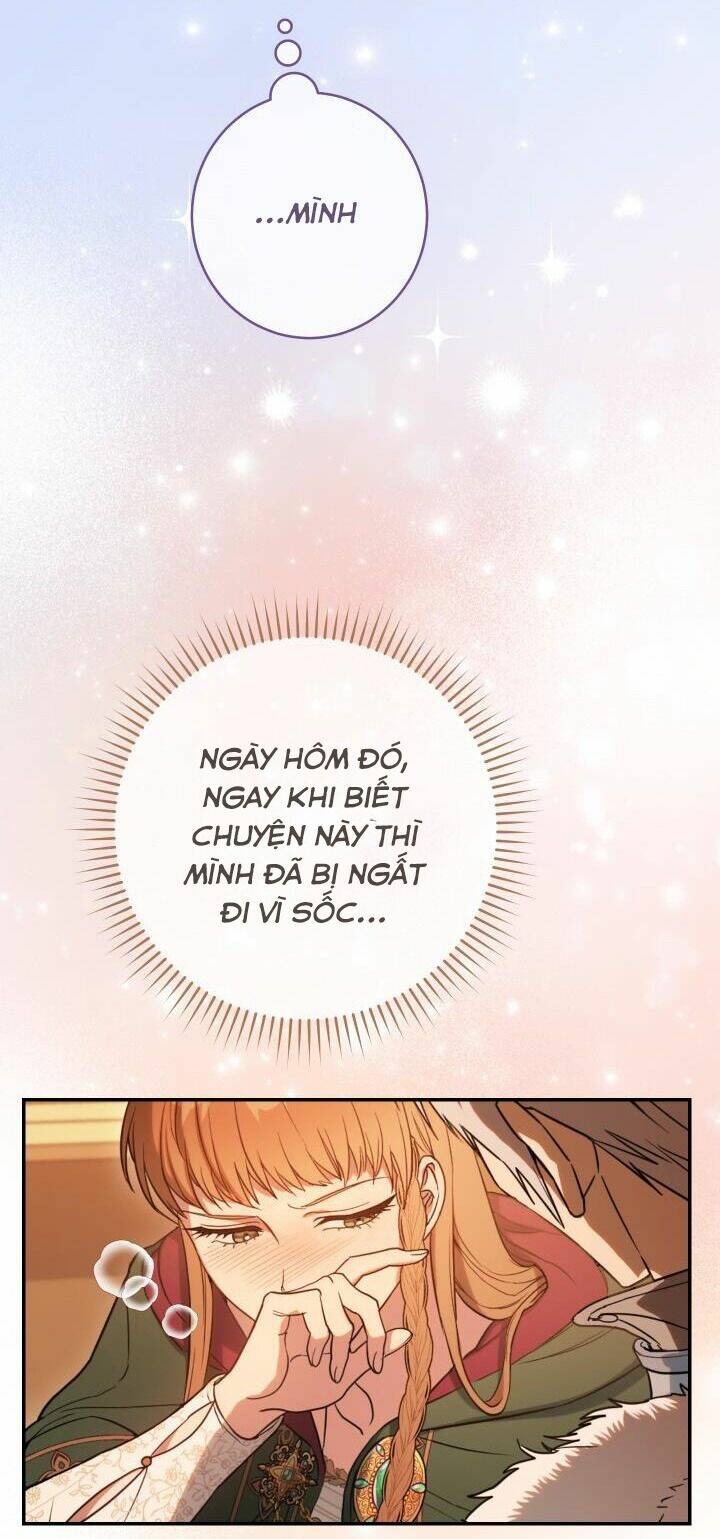 ...MÌNH
NGÀY HÔM ĐÓ,
NGAY KHI BIẾT
CHUYỆN NÀY THÌ
MÌNH ĐÃ BỊ NGẤT
ĐI VÌ SỐC...